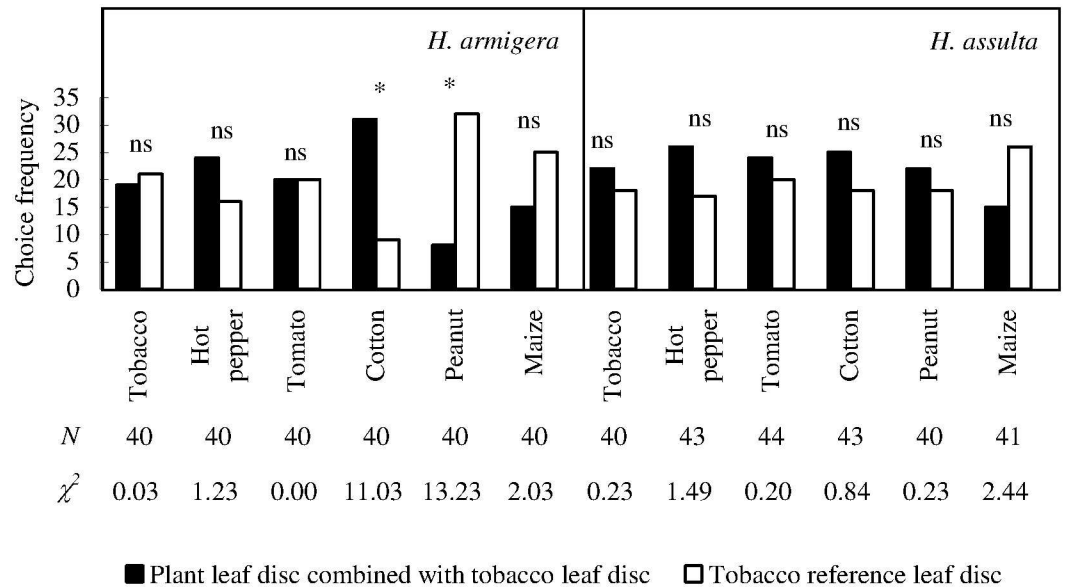 H. armigera H. assulta
* *
ns ns ns ns ns ns ns ns ns ns
Choice frequency
35
30
25
20
15
10
5
0
Tobacco
Hot
pepper
Tomato
Cotton
Peanut
Maize
Tobacco
Hot
pepper
Tomato
Cotton
Peanut
Maize
N 40 40 40 40 40 40 40 43 44 43 40 41
χ² 0.03 1.23 0.00 11.03 13.23 2.03 0.23 1.49 0.20 0.84 0.23 2.44
Plant leaf disc combined with tobacco leaf disc Tobacco reference leaf disc